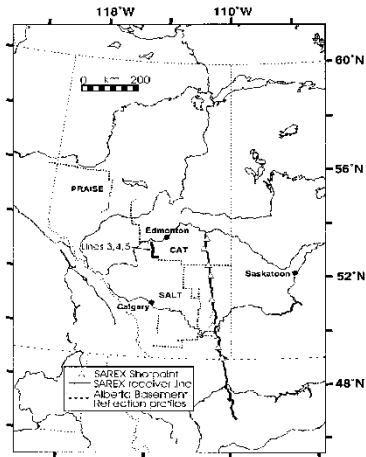 118°W 110°W
60°N
0 km 200
56°N
PRAISE
Edmonton
Lines 3,4,5
CAT
Saskatoon
52°N
SALT
Calgary
SAREX Shotpoint
SAREX receiver line
Alberta Basement
Reflection profiles
48°N